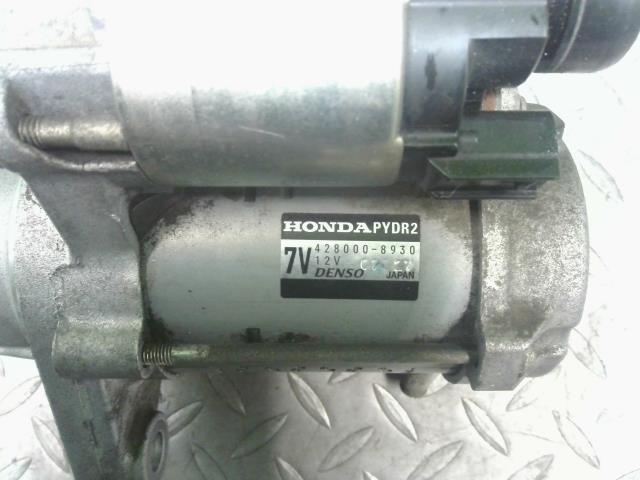 HONDA PYDR2
7V 428000-8930
12V
DENSO JAPAN